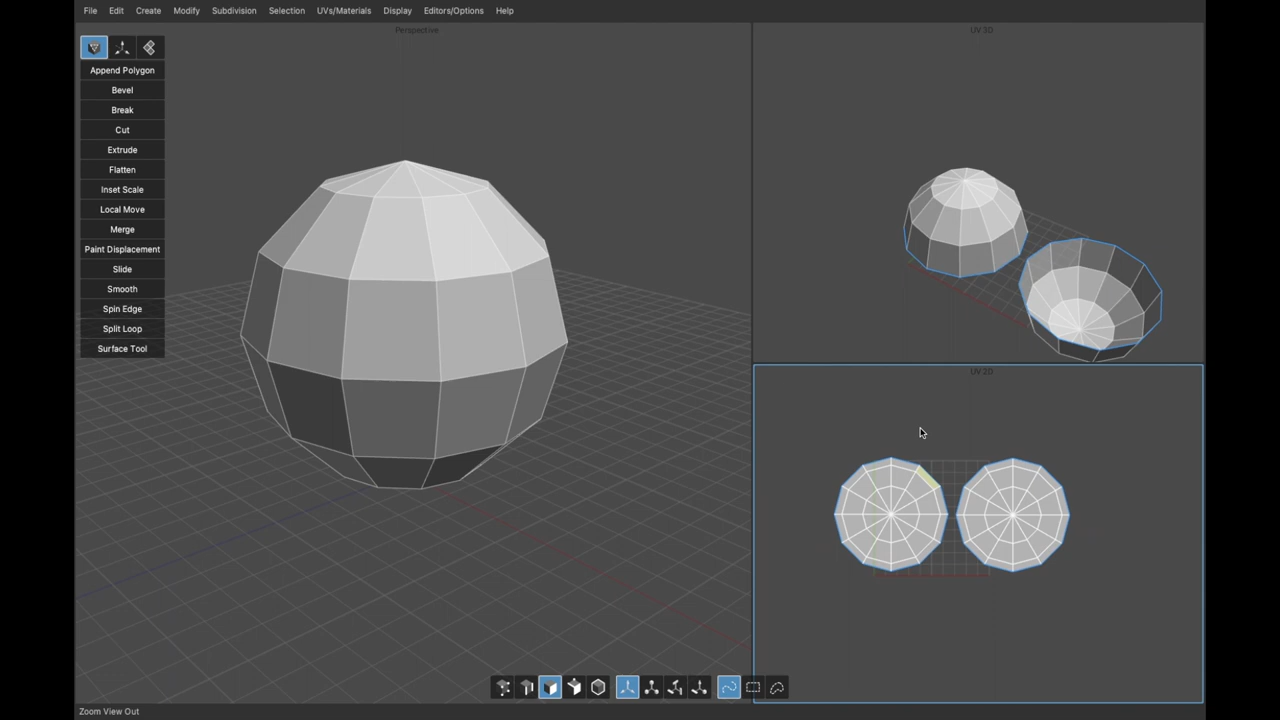 File Edit Create Modify Subdivision Selection UVs/Materials Display Editors/Options Help
Perspective
UV 3D
Append Polygon
Bevel
Break
Cut
Extrude
Flatten
Inset Scale
Local Move
Merge
Paint Displacement
Slide
Smooth
Spin Edge
Split Loop
Surface Tool
UV 2D
Zoom View Out